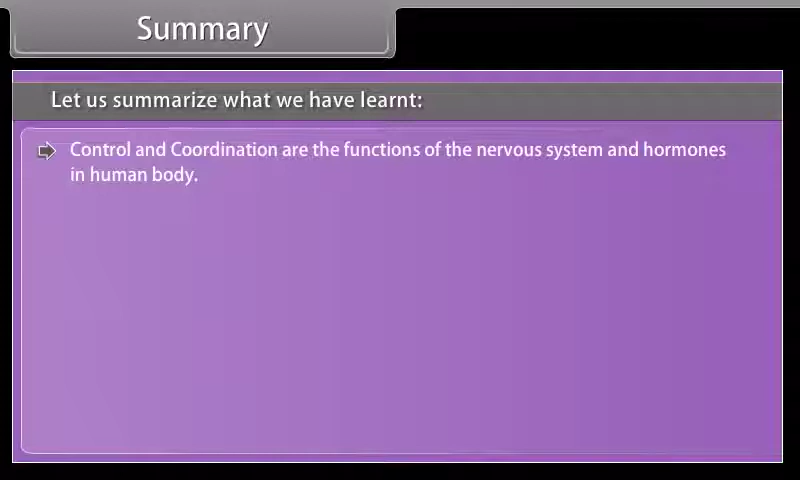 Summary
Let us summarize what we have learnt:
Control and Coordination are the functions of the nervous system and hormones
in human body.